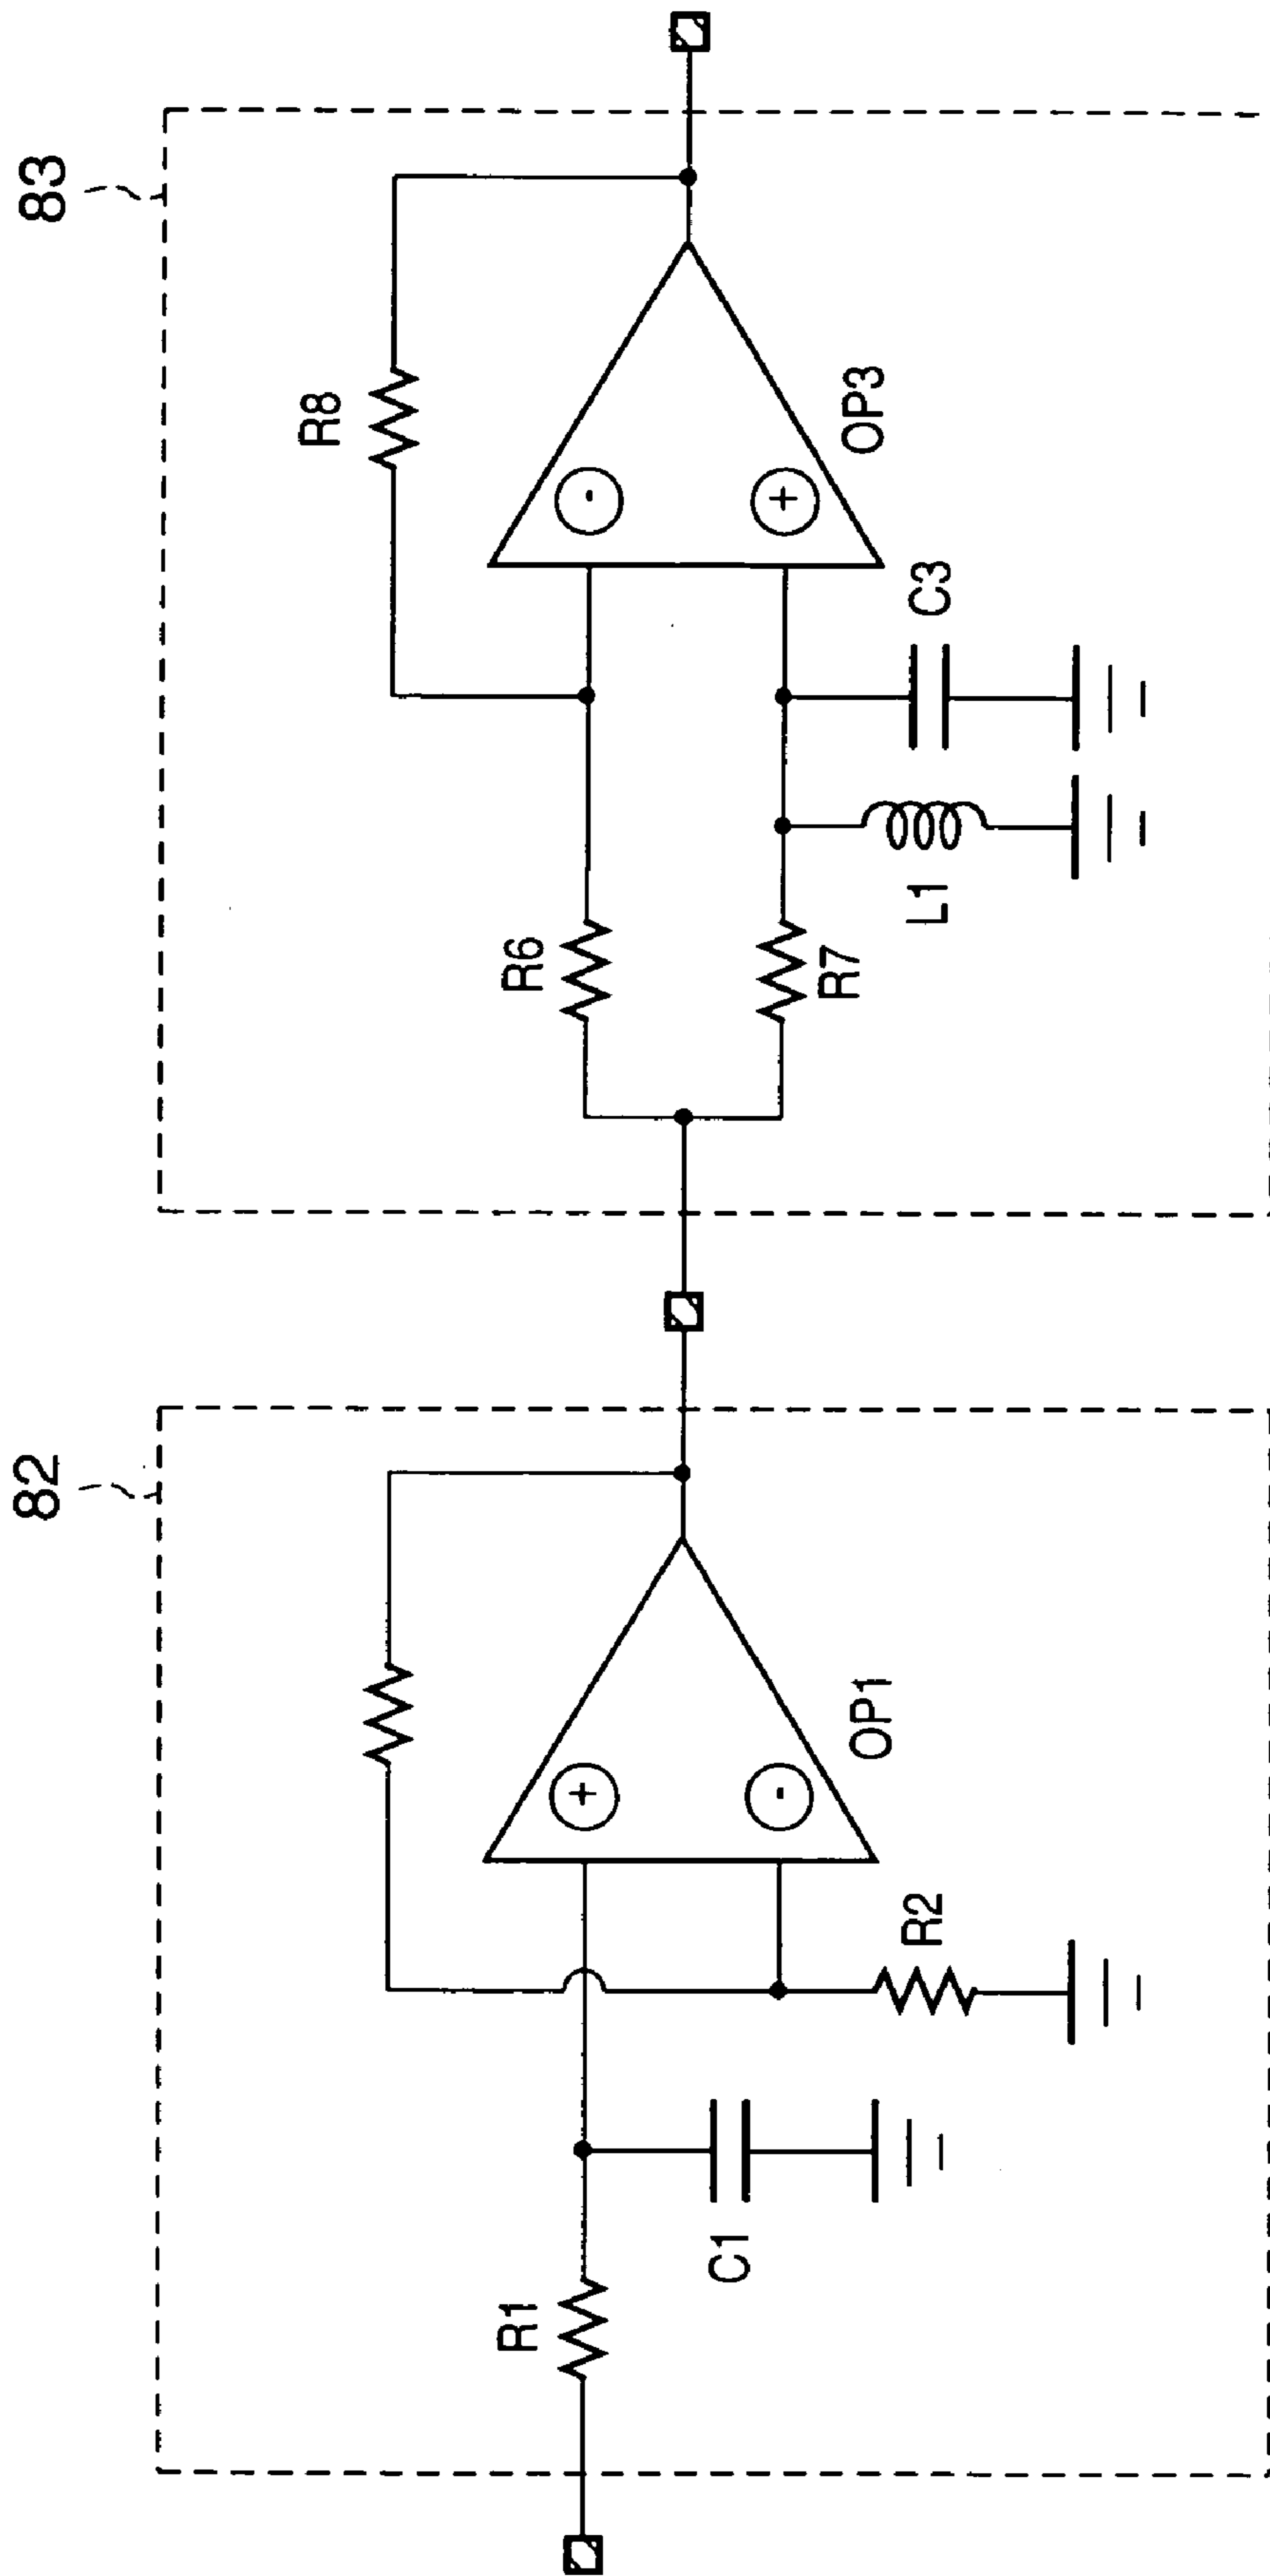 82
83
R8
R6
R7
L1
C3
OP3
OP1
R2
R1
C1
+
-
-
+